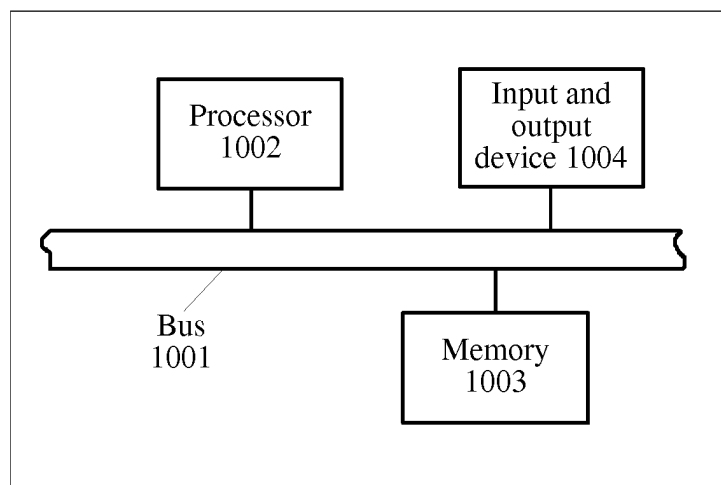 Processor
1002
Input and
output
device 1004
Bus
1001
Memory
1003